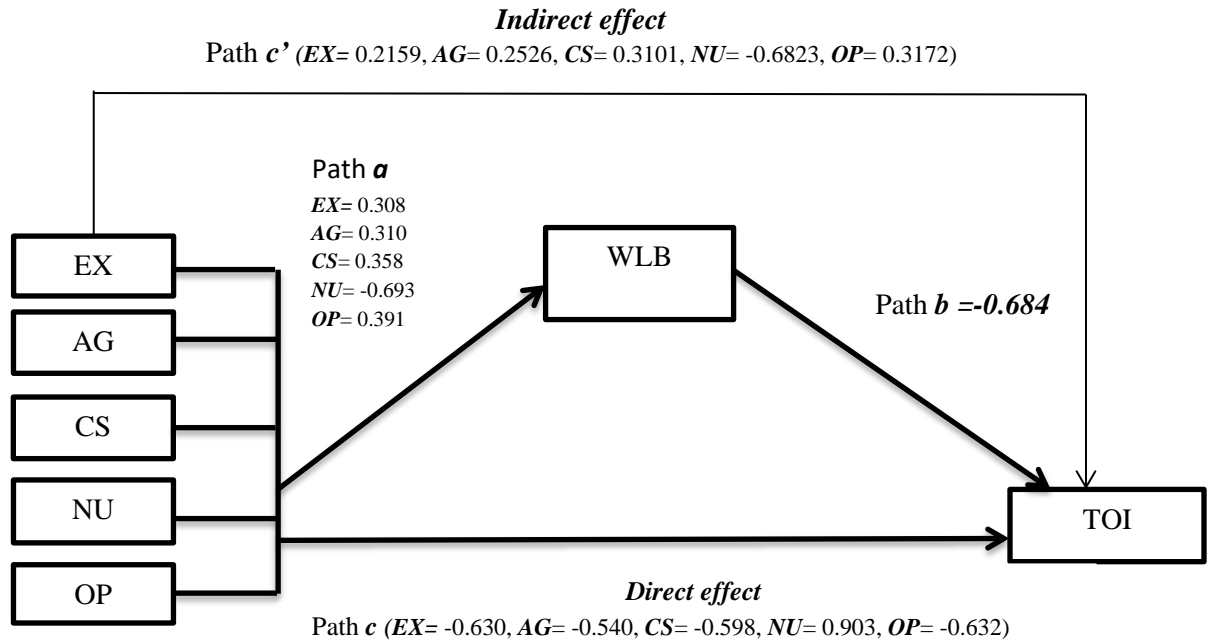 Indirect effect
Path c’ (EX= 0.2159, AG= 0.2526, CS= 0.3101, NU= -0.6823, OP= 0.3172)
Path a
EX= 0.308
AG= 0.310
CS= 0.358
NU= -0.693
OP= 0.391
EX
AG
CS
NU
OP
WLB
Path b =-0.684
TOI
Direct effect
Path c (EX= -0.630, AG= -0.540, CS= -0.598, NU= 0.903, OP= -0.632)